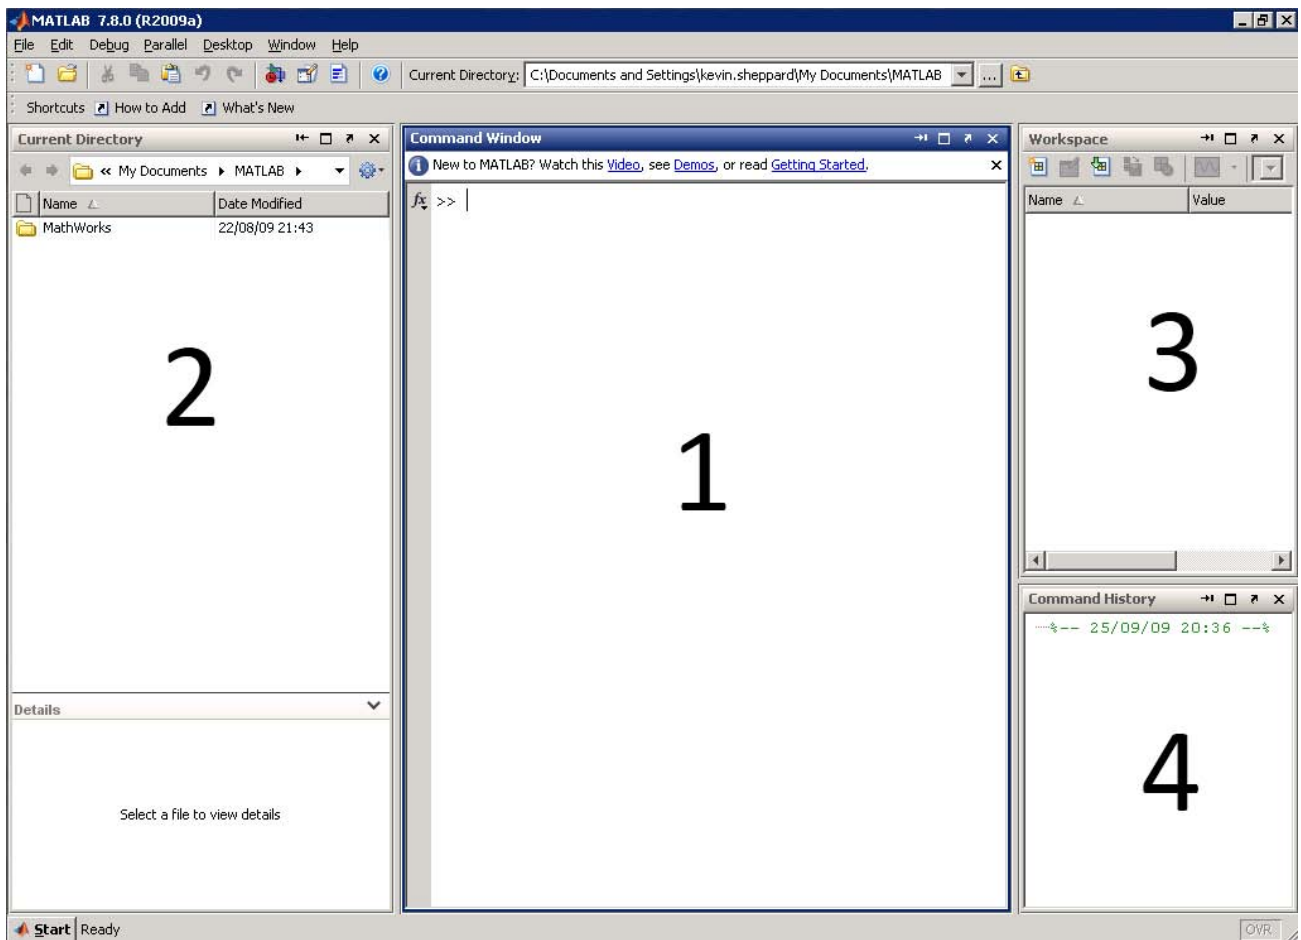 MATLAB 7.8.0 (R2009a)
File Edit Debug Parallel Desktop Window Help
Current Directory: C:\Documents and Settings\kevin.sheppard\My Documents\MATLAB ...
Shortcuts How to Add What's New
Current Directory
« My Documents MATLAB
Name Date Modified
MathWorks 22/08/09 21:43
2
Details
Select a file to view details
Command Window
New to MATLAB? Watch this Video, see Demos, or read Getting Started.
fx >>
1
Workspace
Name Value
3
Command History
%-- 25/09/09 20:36 --%
4
Start Ready
OVR